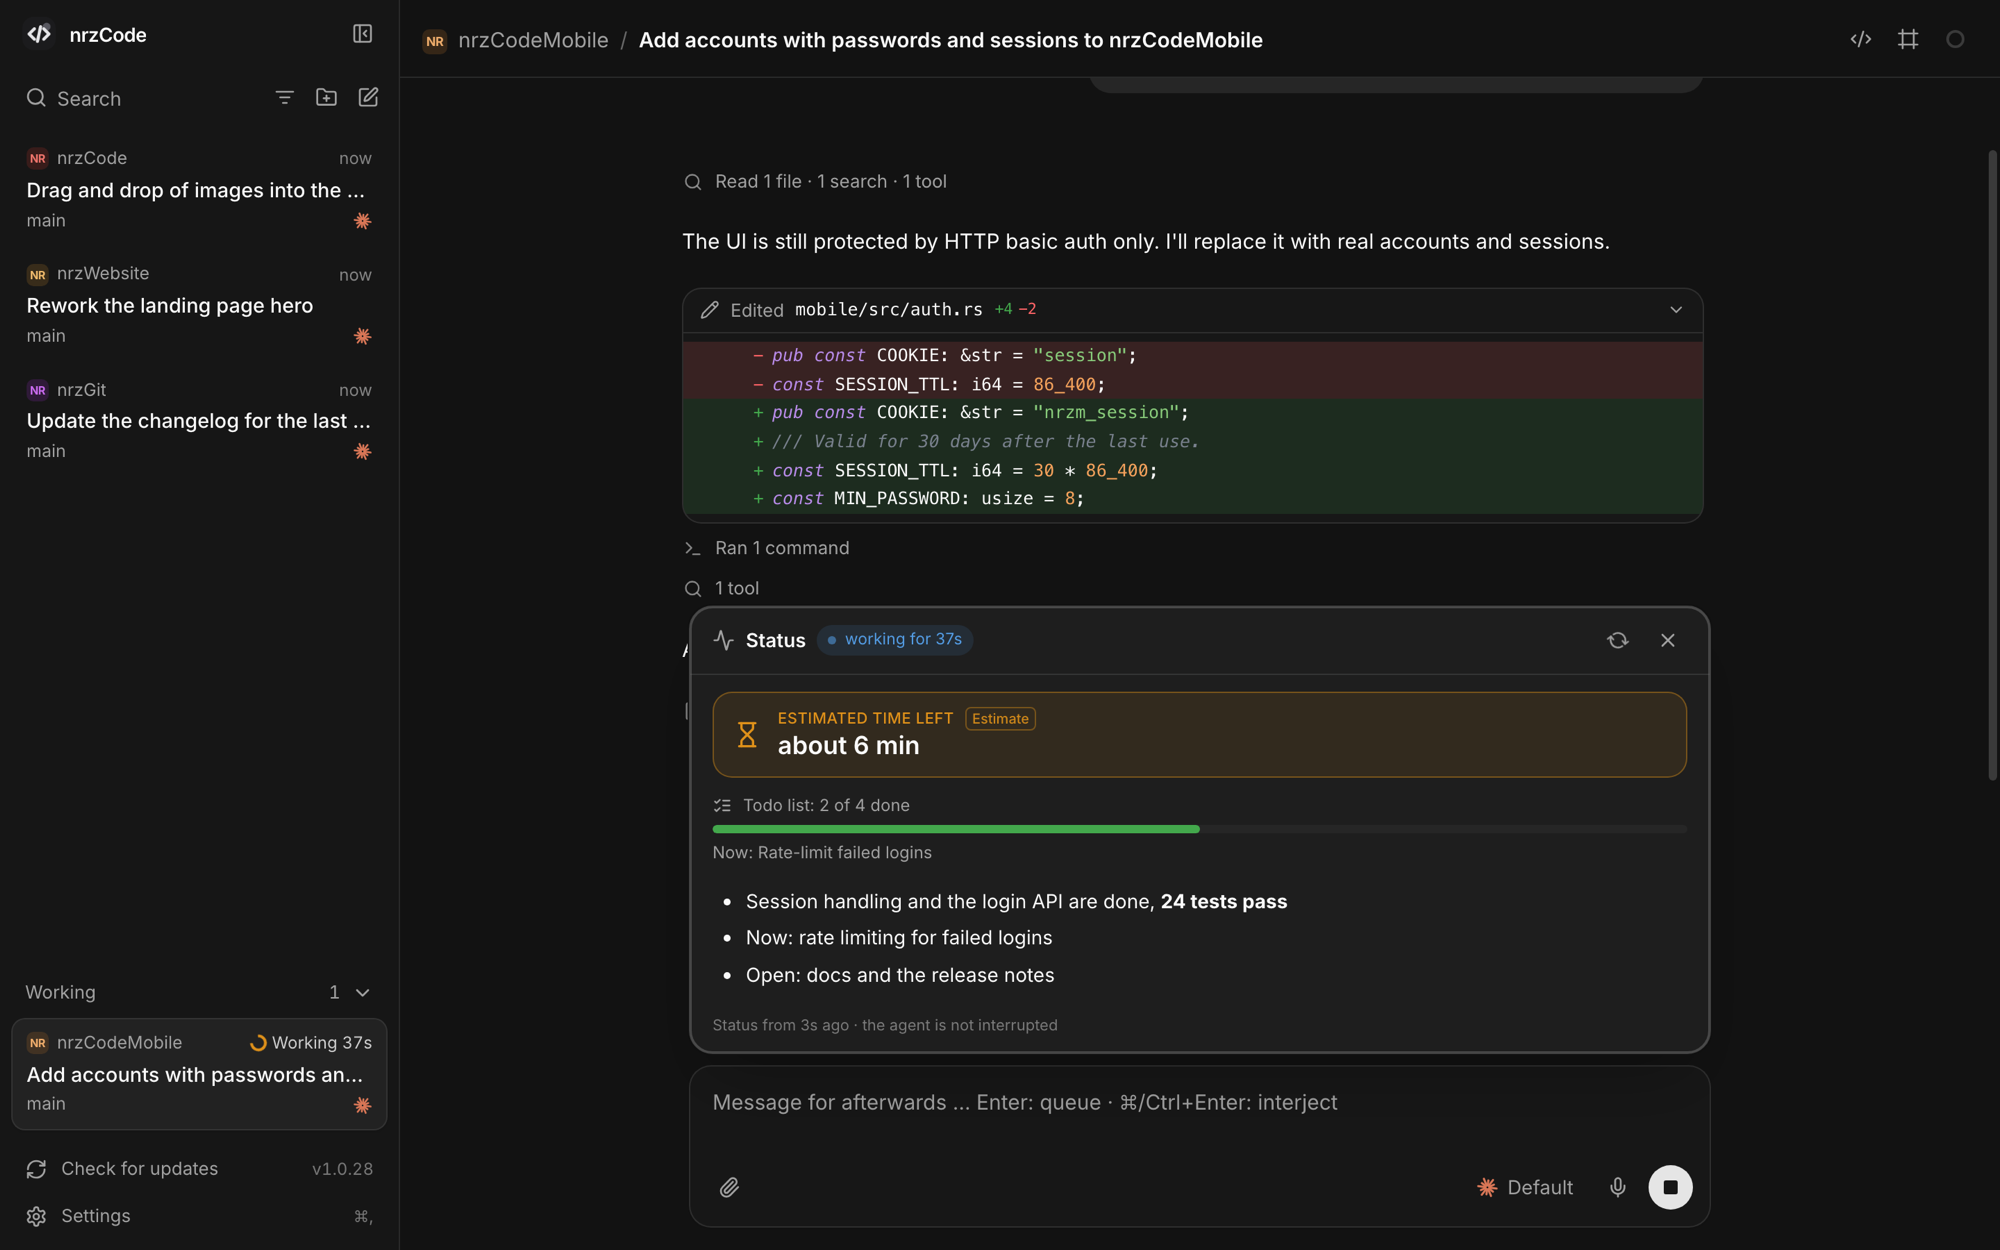 nrzCode
Search
NR nrzCode now
Drag and drop of images into the ...
main
NR nrzWebsite now
Rework the landing page hero
main
NR nrzGit now
Update the changelog for the last ...
main
Working 1
NR nrzCodeMobile Working 37s
Add accounts with passwords an...
main
Check for updates v1.0.28
Settings ⌘,
NR nrzCodeMobile / Add accounts with passwords and sessions to nrzCodeMobile
Read 1 file · 1 search · 1 tool
The UI is still protected by HTTP basic auth only. I'll replace it with real accounts and sessions.
Edited mobile/src/auth.rs +4 −2
− pub const COOKIE: &str = "session";
− const SESSION_TTL: i64 = 86_400;
+ pub const COOKIE: &str = "nrzm_session";
+ /// Valid for 30 days after the last use.
+ const SESSION_TTL: i64 = 30 * 86_400;
+ const MIN_PASSWORD: usize = 8;
Ran 1 command
1 tool
Status working for 37s
ESTIMATED TIME LEFT Estimate
about 6 min
Todo list: 2 of 4 done
Now: Rate-limit failed logins
• Session handling and the login API are done, 24 tests pass
• Now: rate limiting for failed logins
• Open: docs and the release notes
Status from 3s ago · the agent is not interrupted
Message for afterwards ... Enter: queue · ⌘/Ctrl+Enter: interject
Default